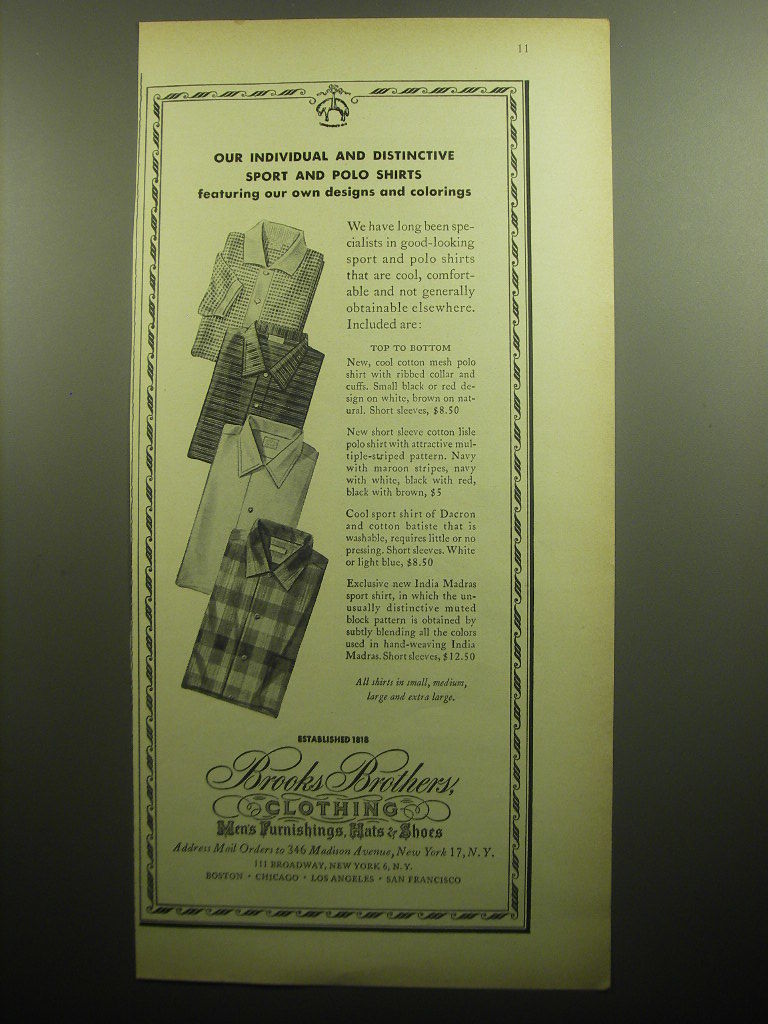 11
OUR INDIVIDUAL AND DISTINCTIVE
SPORT AND POLO SHIRTS
featuring our own designs and colorings
We have long been spe-
cialists in good-looking
sport and polo shirts
that are cool, comfort-
able and not generally
obtainable elsewhere.
Included are:
TOP TO BOTTOM
New, cool cotton mesh polo
shirt with ribbed collar and
cuffs. Small black or red de-
sign on white, brown on nat-
ural. Short sleeves, $8.50
New short sleeve cotton lisle
polo shirt with attractive mul-
tiple-striped pattern. Navy
with maroon stripes, navy
with white, black with red,
black with brown, $5
Cool sport shirt of Dacron
and cotton batiste that is
washable, requires little or no
pressing. Short sleeves. White
or light blue, $8.50
Exclusive new India Madras
sport shirt, in which the un-
usually distinctive muted
block pattern is obtained by
subtly blending all the colors
used in hand-weaving India
Madras. Short sleeves, $12.50
All shirts in small, medium,
large and extra large.
ESTABLISHED 1818
Brooks Brothers,
CLOTHING
Men's Furnishings, Hats & Shoes
Address Mail Orders to 346 Madison Avenue, New York 17, N. Y.
111 BROADWAY, NEW YORK 6, N.Y.
BOSTON • CHICAGO • LOS ANGELES • SAN FRANCISCO